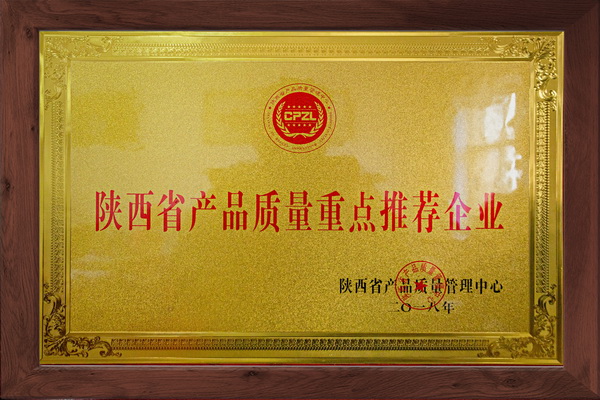 CPZL
陕西省产品质量重点推荐企业
陕西省产品质量管理中心
二〇一八年